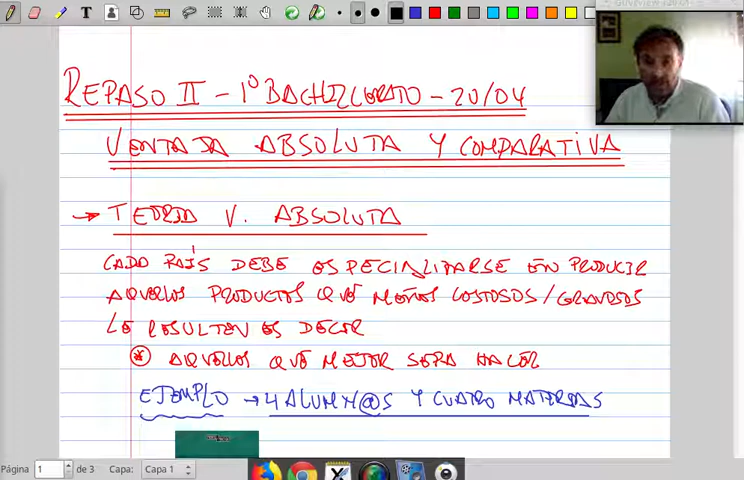 REPASO II - 1º BACHILLERATO - 20/04
VENTAJA ABSOLUTA Y COMPARATIVA
→ TEORIA V. ABSOLUTA
CADA PAÍS DEBE ESPECIALIZARSE EN PRODUCIR
AQUELLOS PRODUCTOS QUE MENOS COSTOSOS/GRAVOSOS
LE RESULTEN ES DECIR
* AQUELLOS QUE MEJOR SEPA HACER
EJEMPLO → 4 ALUMN@S Y CUATRO MATERIAS
Página 1 de 3 Capa: Capa 1